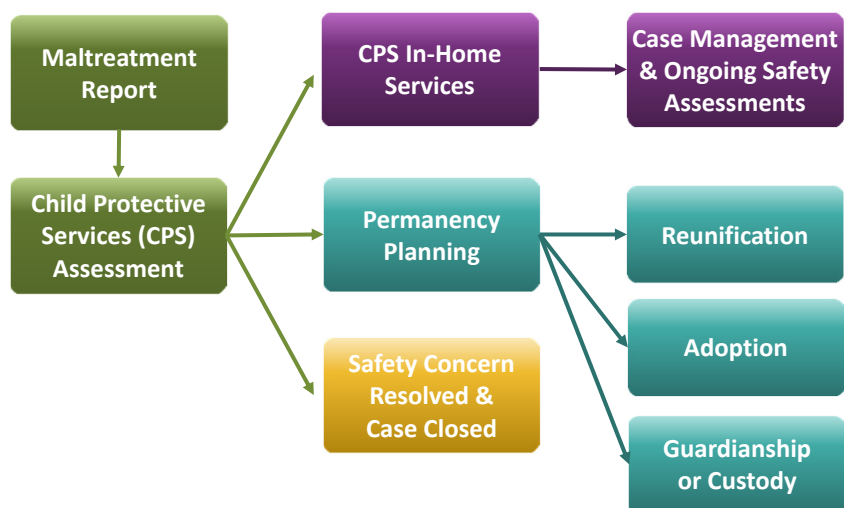 Maltreatment
Report
CPS In-Home
Services
Case Management
& Ongoing Safety
Assessments
Child Protective
Services (CPS)
Assessment
Permanency
Planning
Reunification
Safety Concern
Resolved &
Case Closed
Adoption
Guardianship
or Custody